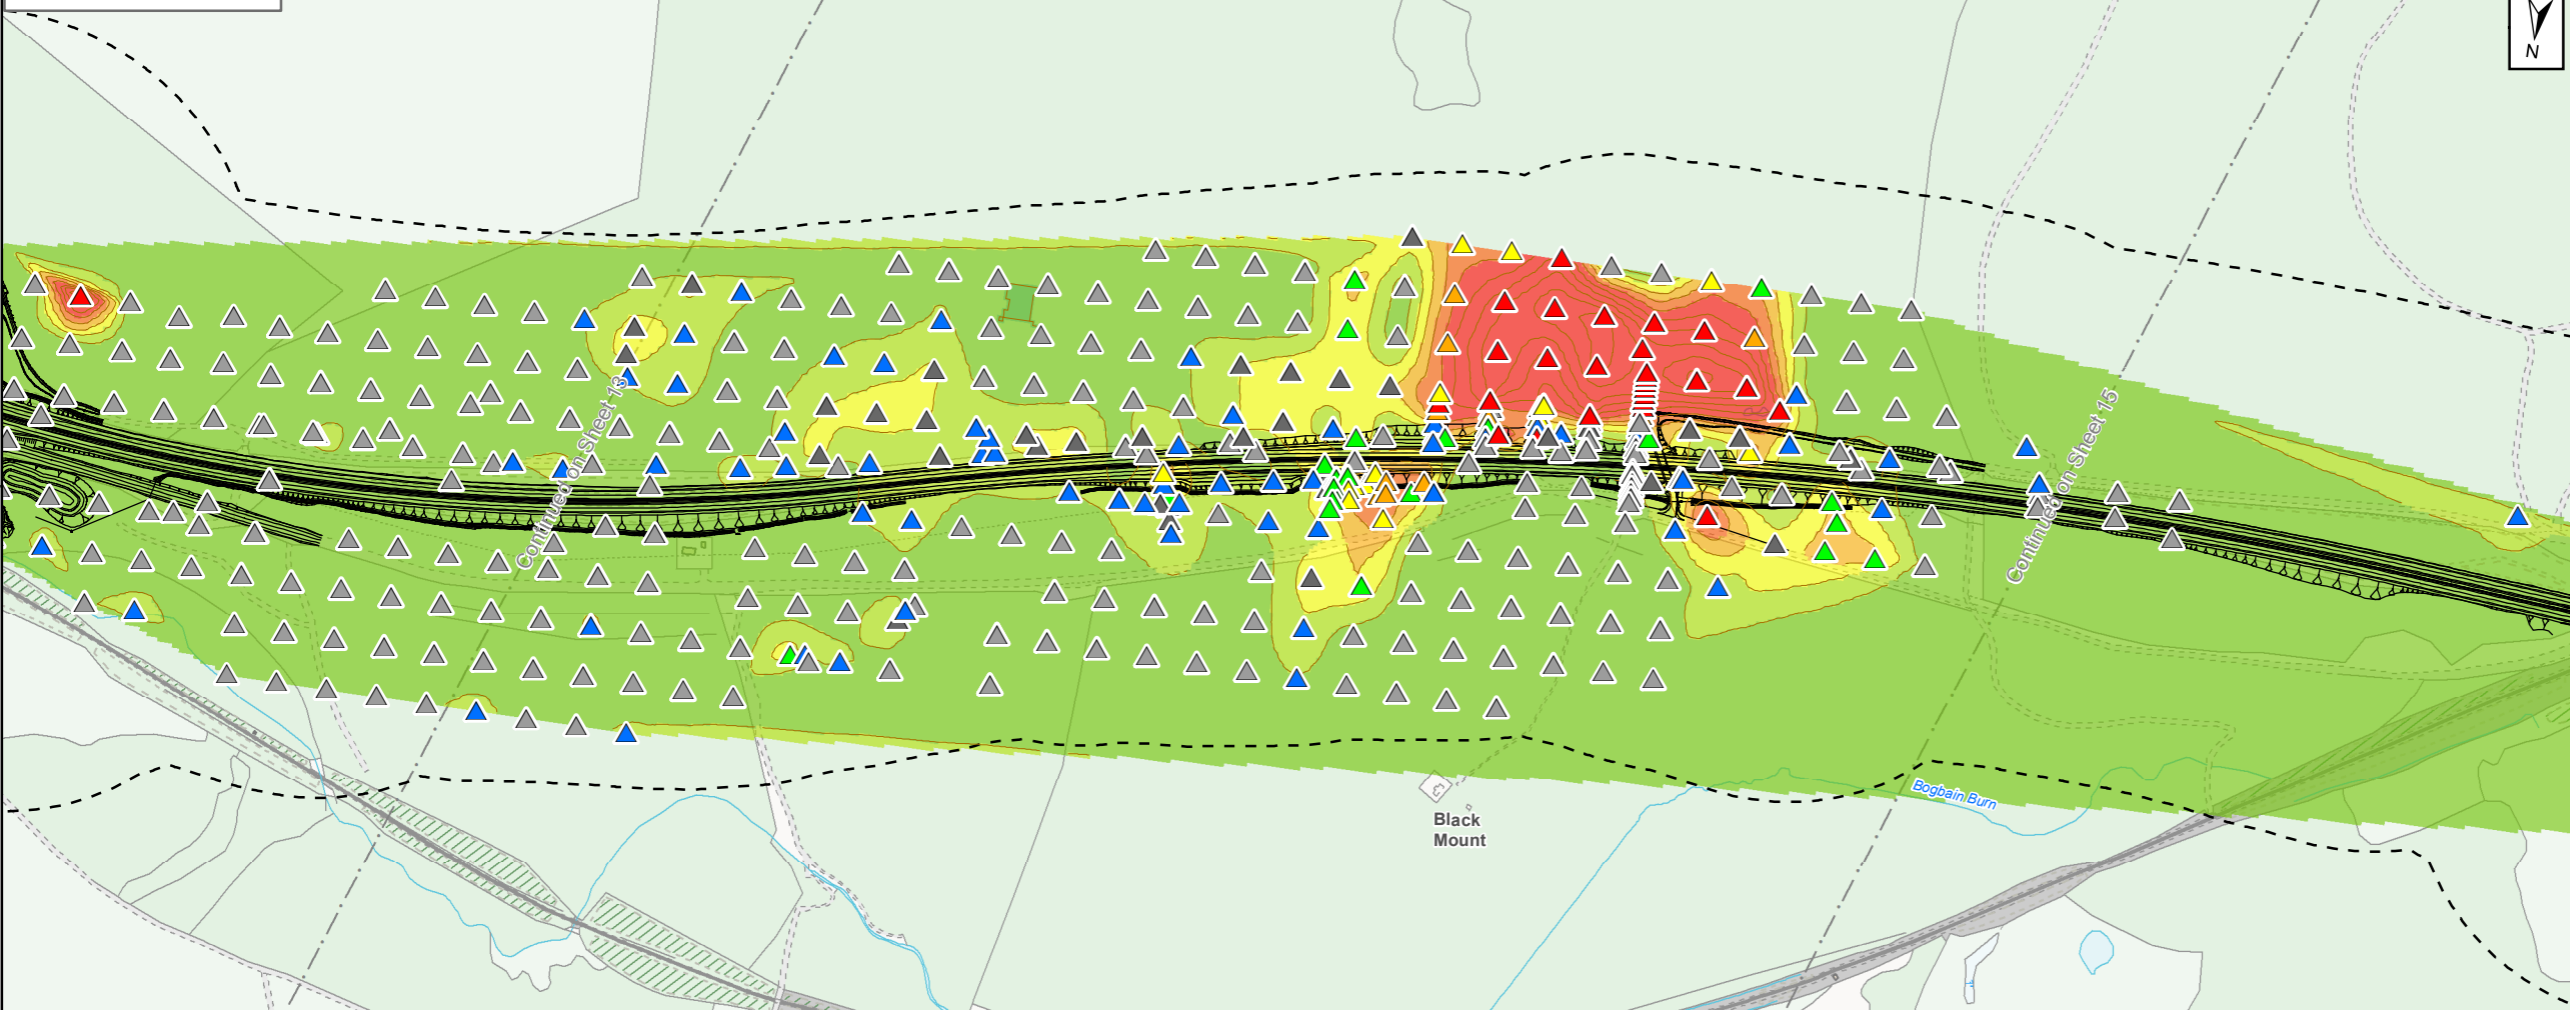 N
Continued on Sheet 13
Continued on Sheet 15
Bogbain Burn
Black
Mount